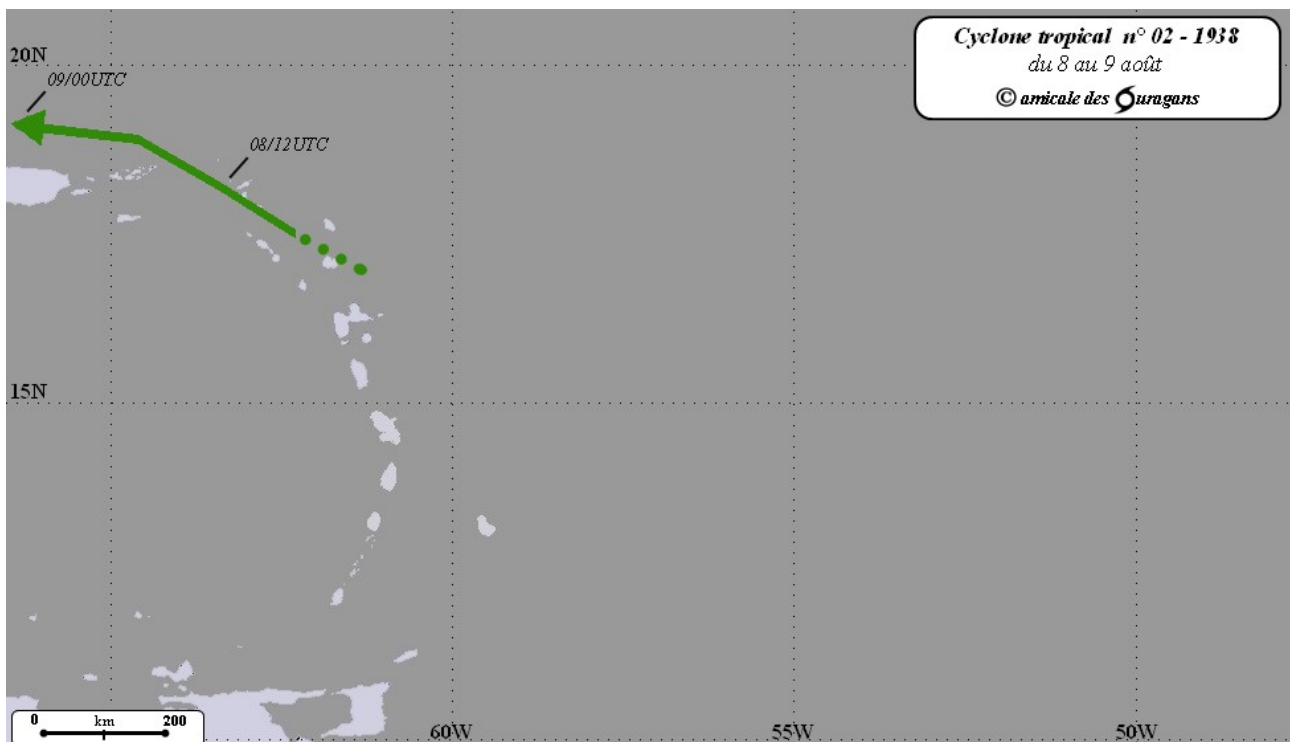 Cyclone tropical n° 02 - 1938
du 8 au 9 août
© amicale des Ouragans
20N
09/00UTC
08/12UTC
15N
0 km 200
60W
55W
50W